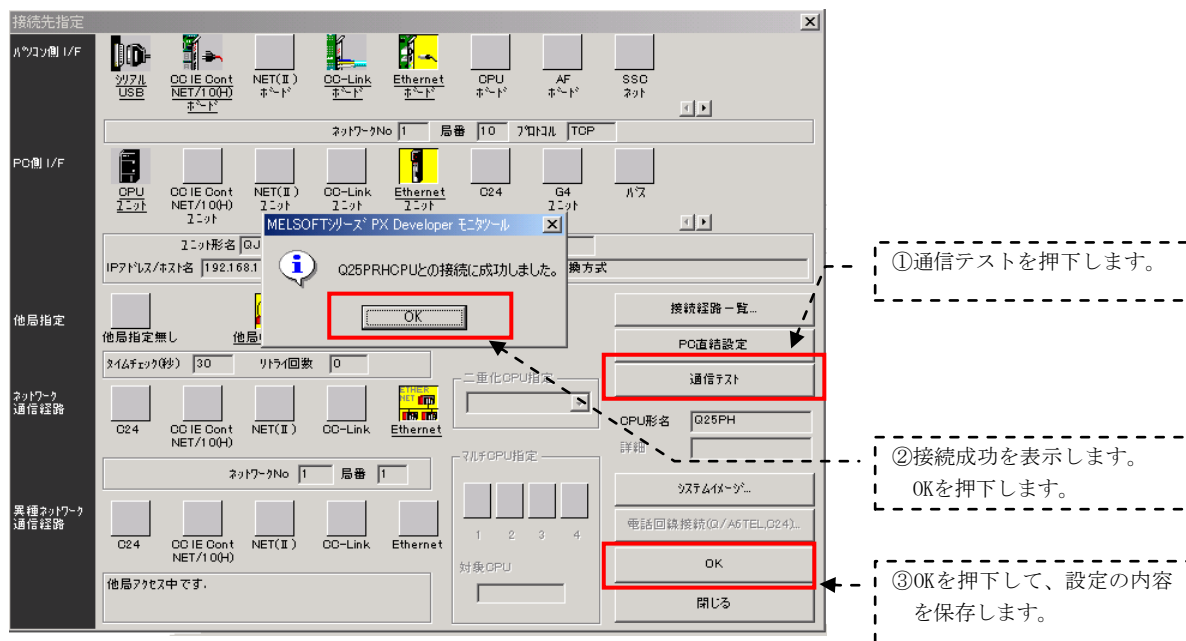 接続先指定
パソコン側 I/F
シリアル USB
CC IE Cont NET/10(H) ボード
NET(Ⅱ) ボード
CC-Link ボード
Ethernet ボード
CPU ボード
AF ボード
SSC ネット
ネットワークNo 1 局番 10 プロトコル TCP
PC側 I/F
CPU ユニット
CC IE Cont NET/10(H) ユニット
NET(Ⅱ) ユニット
CC-Link ユニット
Ethernet ユニット
C24
G4 ユニット
バス
MELSOFTシリーズ PX Developer モニタツール
ユニット形名 QJ
IPアドレス/ホスト名 192.168.1
換方式
Q25PRHCPUとの接続に成功しました。
OK
①通信テストを押下します。
他局指定
他局指定無し
他局
接続経路一覧...
PC直結設定
タイムチェック(秒) 30 リトライ回数 0
通信テスト
二重化CPU指定
ネットワーク
通信経路
C24
CC IE Cont NET/10(H)
NET(Ⅱ)
CC-Link
ETHER NET
Ethernet
CPU形名 Q25PH
詳細
②接続成功を表示します。
OKを押下します。
マルチCPU指定
ネットワークNo 1 局番 1
システムイメージ...
異種ネットワーク
通信経路
C24
CC IE Cont NET/10(H)
NET(Ⅱ)
CC-Link
Ethernet
1 2 3 4
電話回線接続(Q/A6TEL,C24)...
対象CPU
OK
他局アクセス中です.
閉じる
③OKを押下して、設定の内容
を保存します。